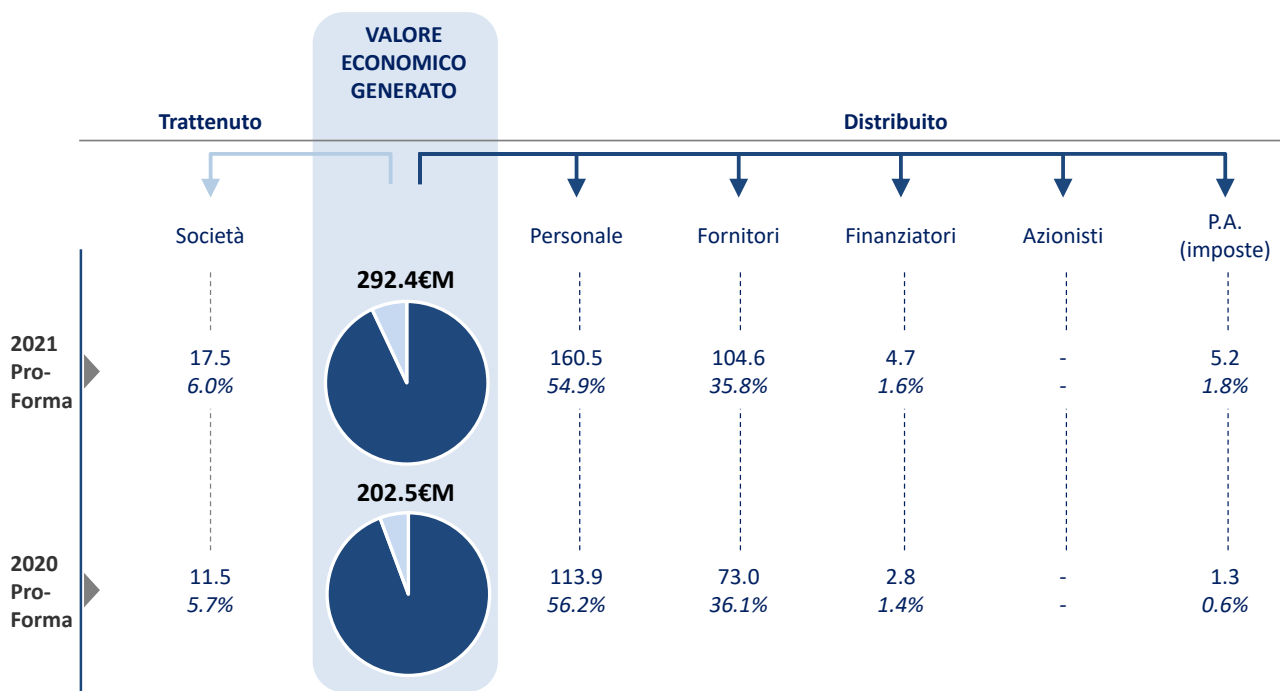 VALORE
ECONOMICO
GENERATO
Trattenuto
Distribuito
Società
Personale
Fornitori
Finanziatori
Azionisti
P.A.
(imposte)
292.4€M
2021
Pro-
Forma
17.5
6.0%
160.5
54.9%
104.6
35.8%
4.7
1.6%
-
-
5.2
1.8%
202.5€M
2020
Pro-
Forma
11.5
5.7%
113.9
56.2%
73.0
36.1%
2.8
1.4%
-
-
1.3
0.6%